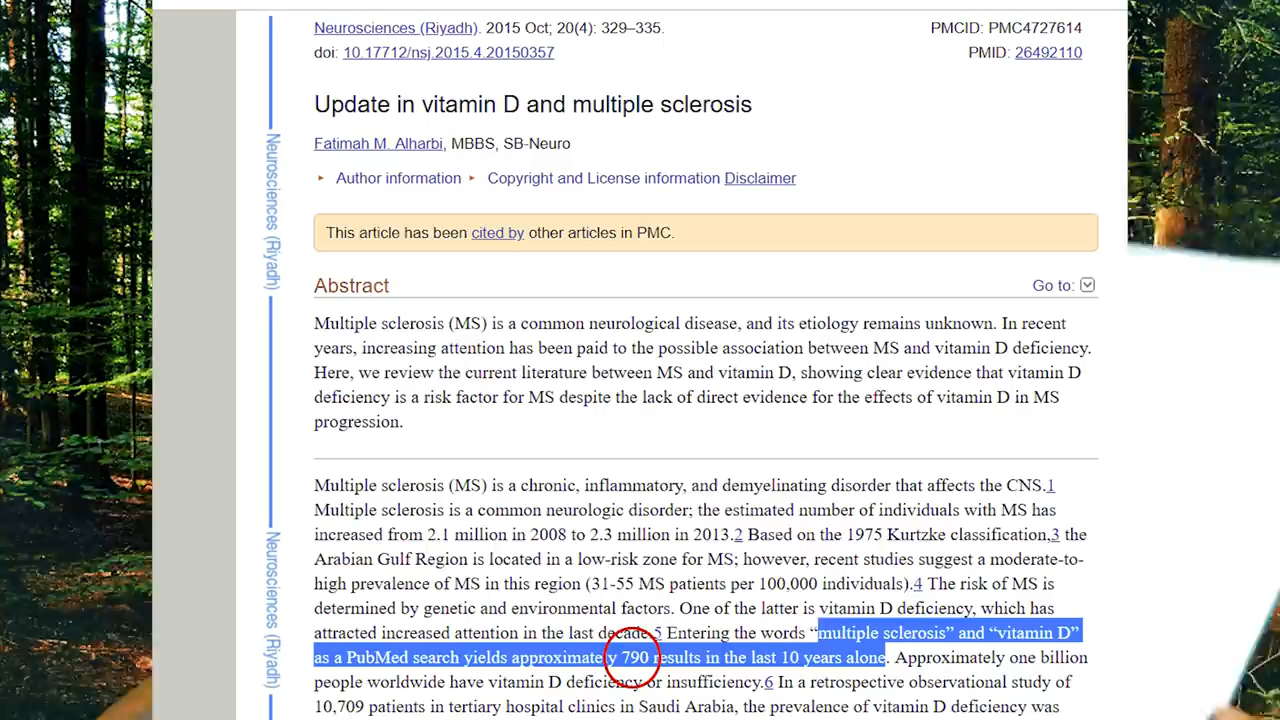 Neurosciences (Riyadh). 2015 Oct; 20(4): 329–335.
PMCID: PMC4727614
doi: 10.17712/nsj.2015.4.20150357
PMID: 26492110
Update in vitamin D and multiple sclerosis
Fatimah M. Alharbi, MBBS, SB-Neuro
Author information Copyright and License information Disclaimer
This article has been cited by other articles in PMC.
Abstract
Go to:
Multiple sclerosis (MS) is a common neurological disease, and its etiology remains unknown. In recent
years, increasing attention has been paid to the possible association between MS and vitamin D deficiency.
Here, we review the current literature between MS and vitamin D, showing clear evidence that vitamin D
deficiency is a risk factor for MS despite the lack of direct evidence for the effects of vitamin D in MS
progression.
Multiple sclerosis (MS) is a chronic, inflammatory, and demyelinating disorder that affects the CNS.1
Multiple sclerosis is a common neurologic disorder; the estimated number of individuals with MS has
increased from 2.1 million in 2008 to 2.3 million in 2013.2 Based on the 1975 Kurtzke classification,3 the
Arabian Gulf Region is located in a low-risk zone for MS; however, recent studies suggest a moderate-to-
high prevalence of MS in this region (31-55 MS patients per 100,000 individuals).4 The risk of MS is
determined by genetic and environmental factors. One of the latter is vitamin D deficiency, which has
attracted increased attention in the last decade.5 Entering the words “multiple sclerosis” and “vitamin D”
as a PubMed search yields approximately 790 results in the last 10 years alone. Approximately one billion
people worldwide have vitamin D deficiency or insufficiency.6 In a retrospective observational study of
10,709 patients in tertiary hospital clinics in Saudi Arabia, the prevalence of vitamin D deficiency was
Neurosciences (Riyadh)
Neurosciences (Riyadh)